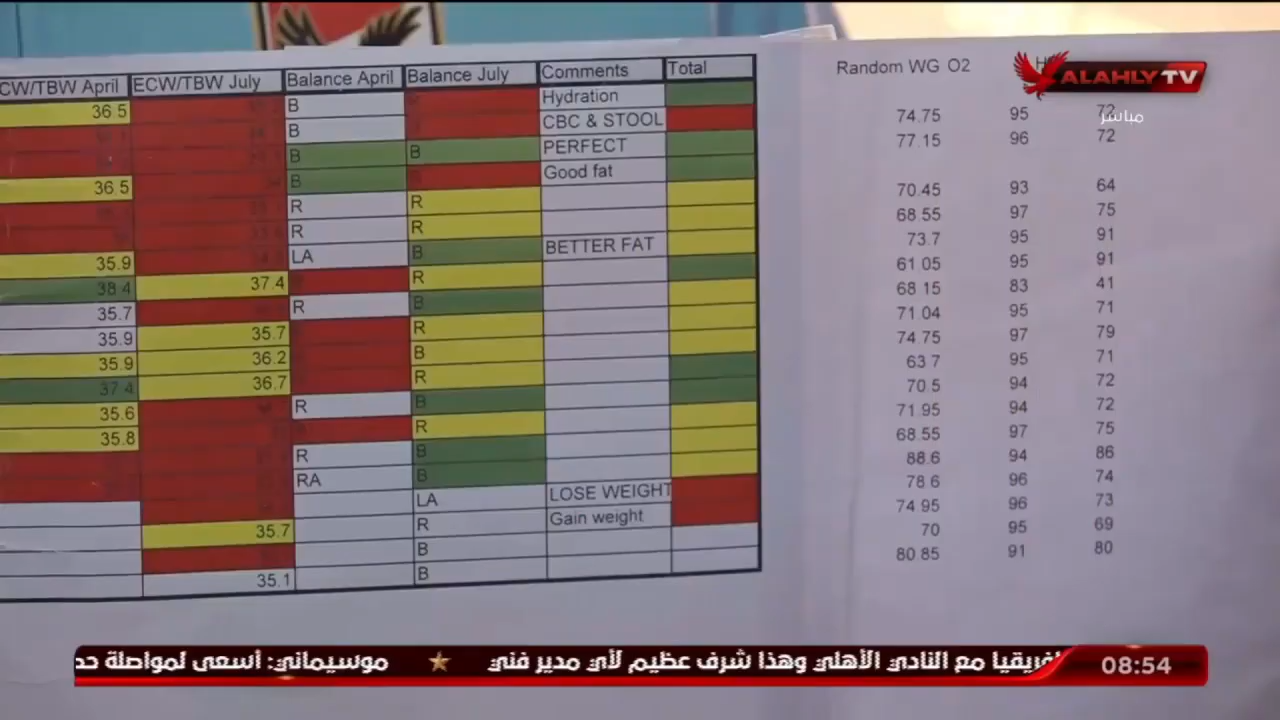 CW/TBW April ECW/TBW July Balance April Balance July Comments Total
36 5 B Hydration
B CBC & STOOL
B B PERFECT
36 5 B Good fat
R R
R R
35.9 LA B BETTER FAT
38 4 37.4 R
35.7 R B
35.9 35.7 R
35.9 36.2 B
37.4 36.7 R
35.6 R B
35.8 R
R B
RA B
LA LOSE WEIGHT
35.7 R Gain weight
B
35.1 B
Random WG O2
74.75 95 72
77.15 96 72
70.45 93 64
68.55 97 75
73.7 95 91
61 05 95 91
68 15 83 41
71.04 95 71
74.75 97 79
63 7 95 71
70 5 94 72
71.95 94 72
68.55 97 75
88.6 94 86
78 6 96 74
74 95 96 73
70 95 69
80 85 91 80
ALAHLY TV
مباشر
فريقيا مع النادي الأهلي وهذا شرف عظيم لأي مدير فني ★ موسيماني: أسعى لمواصلة حص
08:54